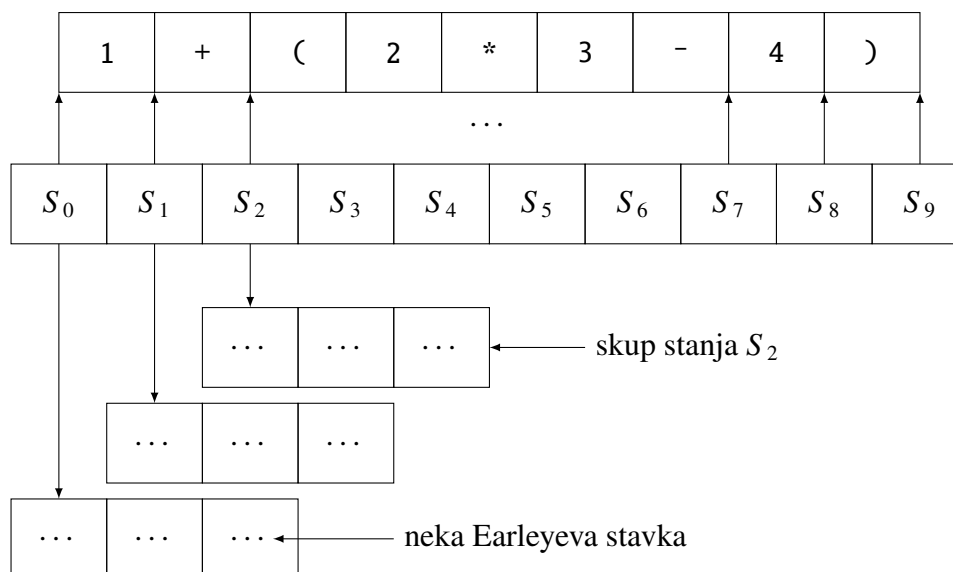 1 + ( 2 * 3 - 4 )
...
S0 S1 S2 S3 S4 S5 S6 S7 S8 S9
... ... ... skup stanja S2
... ... ...
... ... ... neka Earleyeva stavka